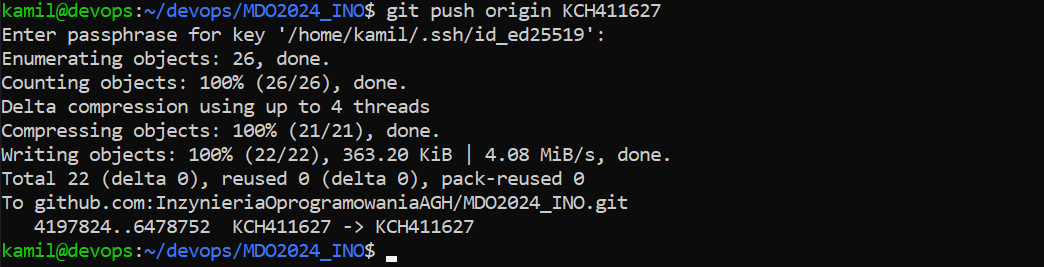 kamil@devops:~/devops/MDO2024_INO$ git push origin KCH411627
Enter passphrase for key '/home/kamil/.ssh/id_ed25519':
Enumerating objects: 26, done.
Counting objects: 100% (26/26), done.
Delta compression using up to 4 threads
Compressing objects: 100% (21/21), done.
Writing objects: 100% (22/22), 363.20 KiB | 4.08 MiB/s, done.
Total 22 (delta 0), reused 0 (delta 0), pack-reused 0
To github.com:InzynieriaOprogramowaniaAGH/MDO2024_INO.git
   4197824..6478752  KCH411627 -> KCH411627
kamil@devops:~/devops/MDO2024_INO$